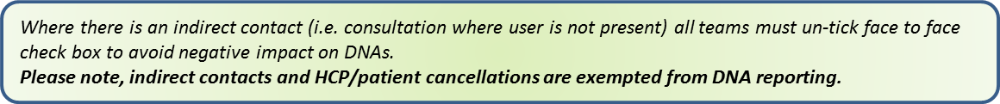 Where there is an indirect contact (i.e. consultation where user is not present) all teams must un-tick face to face
check box to avoid negative impact on DNAs.
Please note, indirect contacts and HCP/patient cancellations are exempted from DNA reporting.